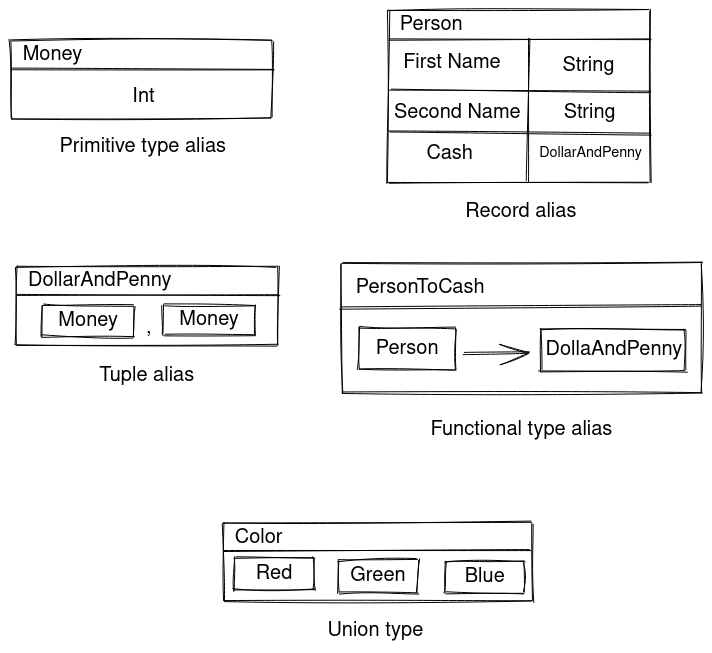 Money
Int
Primitive type alias
Person
First Name
String
Second Name
String
Cash
DollarAndPenny
Record alias
DollarAndPenny
Money , Money
Tuple alias
PersonToCash
Person
DollaAndPenny
Functional type alias
Color
Red
Green
Blue
Union type